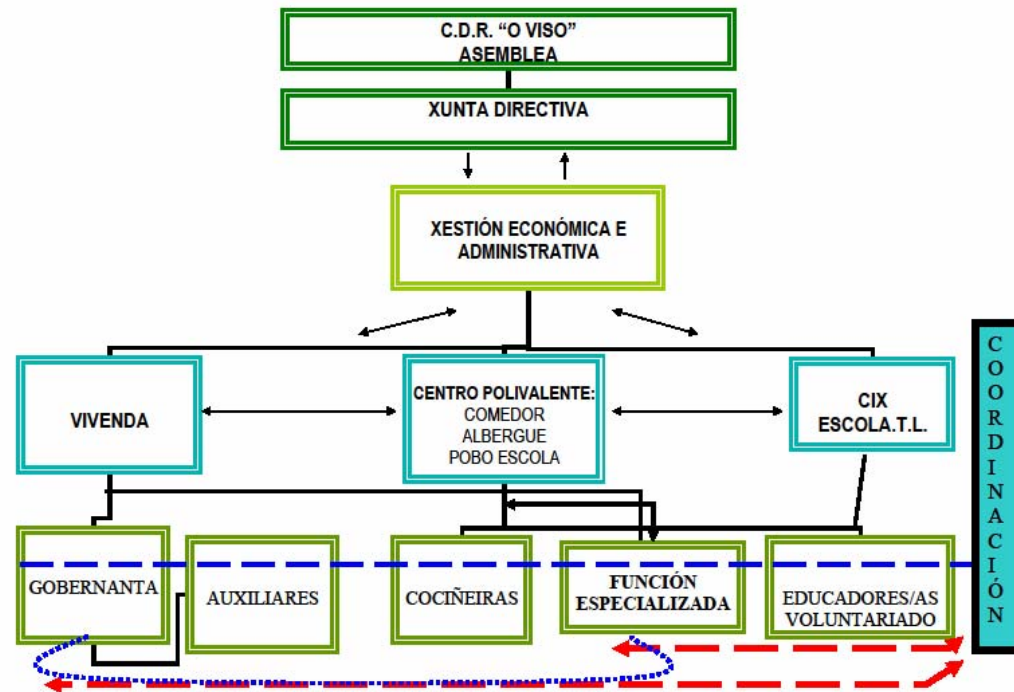 C.D.R. “O VISO”
ASEMBLEA
XUNTA DIRECTIVA
XESTIÓN ECONÓMICA E
ADMINISTRATIVA
VIVENDA
CENTRO POLIVALENTE:
COMEDOR
ALBERGUE
POBO ESCOLA
CIX
ESCOLA.T.L.
COORDINACIÓN
GOBERNANTA
AUXILIARES
COCIÑEIRAS
FUNCIÓN
ESPECIALIZADA
EDUCADORES/AS
VOLUNTARIADO